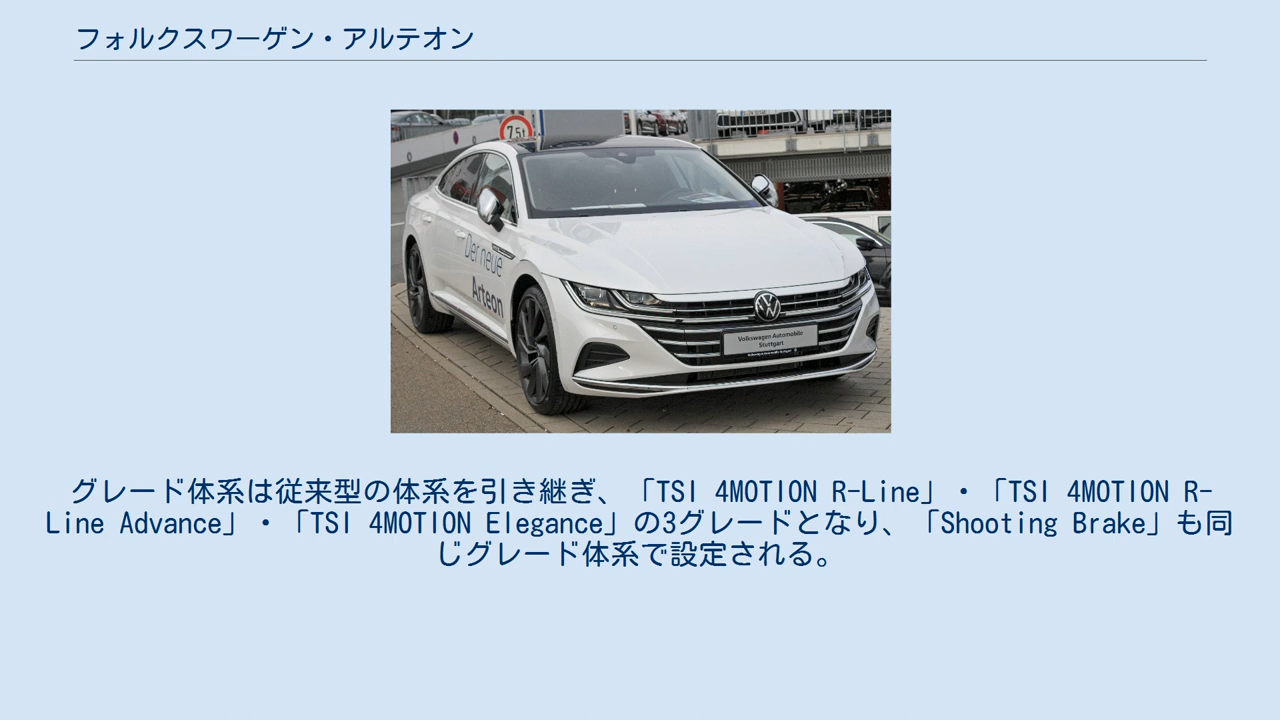 フォルクスワーゲン・アルテオン
7.5t
Der neue
Arteon
Volkswagen Automobile
Stuttgart
グレード体系は従来型の体系を引き継ぎ、「TSI 4MOTION R-Line」・「TSI 4MOTION R-
Line Advance」・「TSI 4MOTION Elegance」の3グレードとなり、「Shooting Brake」も同
じグレード体系で設定される。